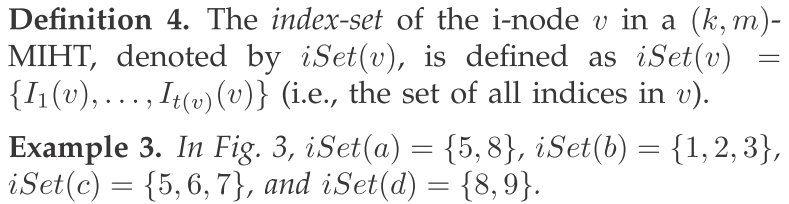 Definition 4. The index-set of the i-node v in a (k, m)-
MIHT, denoted by iSet(v), is defined as iSet(v) =
{I₁(v), . . . , I_{t(v)}(v)} (i.e., the set of all indices in v).
Example 3. In Fig. 3, iSet(a) = {5, 8}, iSet(b) = {1, 2, 3},
iSet(c) = {5, 6, 7}, and iSet(d) = {8, 9}.